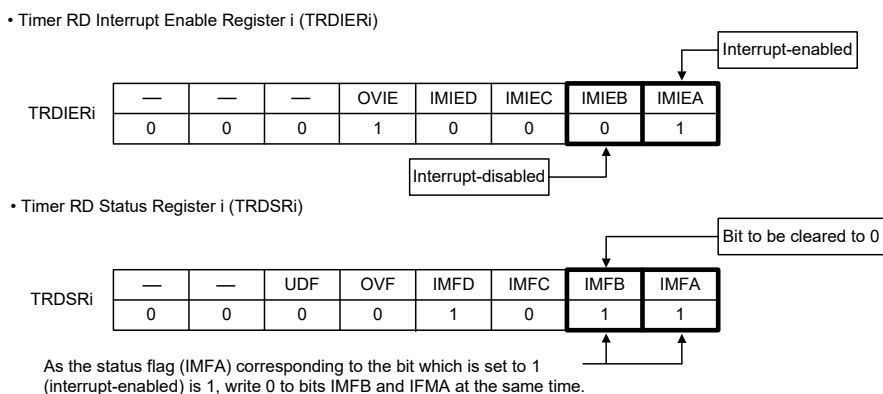 • Timer RD Interrupt Enable Register i (TRDIERi)
Interrupt-enabled
— — — OVIE IMIED IMIEC IMIEB IMIEA
TRDIERi
0 0 0 1 0 0 0 1
Interrupt-disabled
• Timer RD Status Register i (TRDSRi)
Bit to be cleared to 0
— — UDF OVF IMFD IMFC IMFB IMFA
TRDSRi
0 0 0 0 1 0 1 1
As the status flag (IMFA) corresponding to the bit which is set to 1
(interrupt-enabled) is 1, write 0 to bits IMFB and IFMA at the same time.